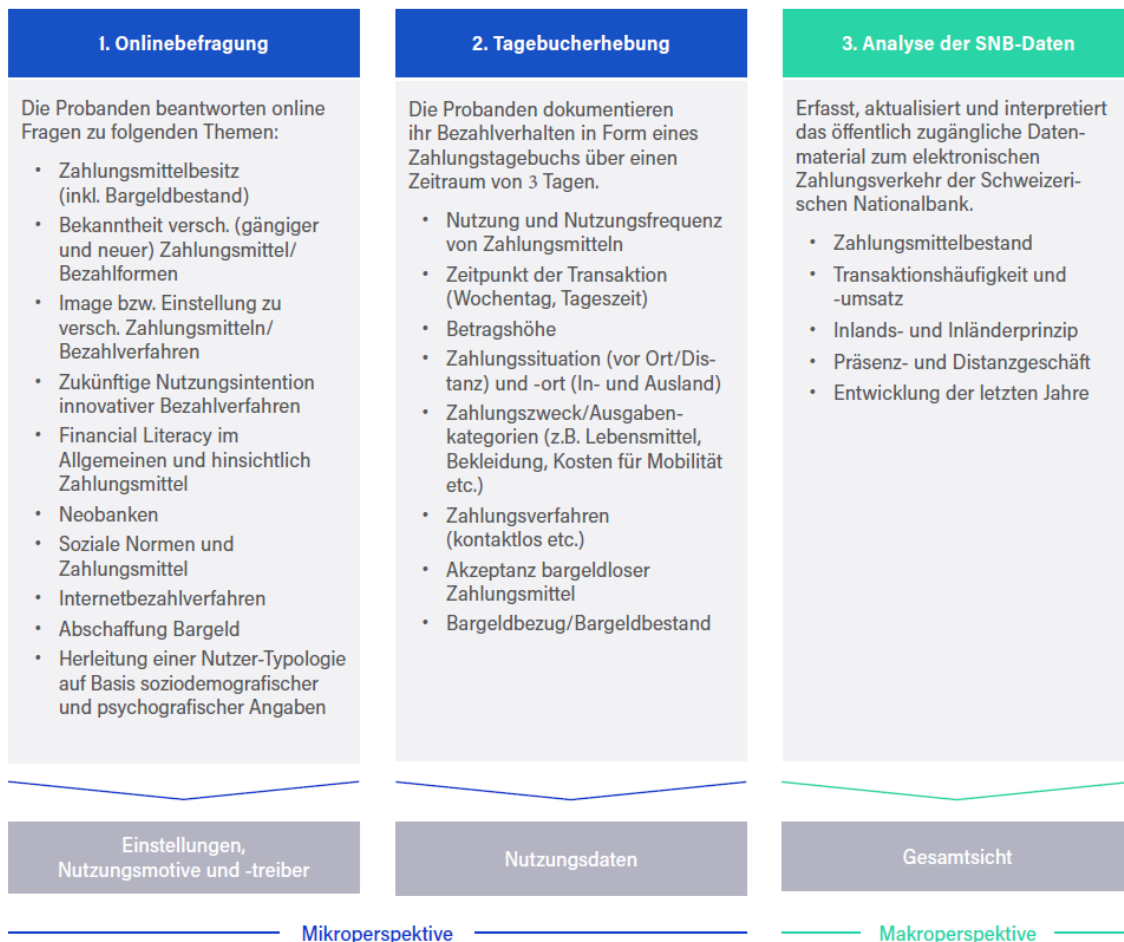 1. Onlinebefragung
Die Probanden beantworten online
Fragen zu folgenden Themen:
• Zahlungsmittelbesitz
(inkl. Bargeldbestand)
• Bekanntheit versch. (gängiger
und neuer) Zahlungsmittel/
Bezahlformen
• Image bzw. Einstellung zu
versch. Zahlungsmitteln/
Bezahlverfahren
• Zukünftige Nutzungsintention
innovativer Bezahlverfahren
• Financial Literacy im
Allgemeinen und hinsichtlich
Zahlungsmittel
• Neobanken
• Soziale Normen und
Zahlungsmittel
• Internetbezahlverfahren
• Abschaffung Bargeld
• Herleitung einer Nutzer-Typologie
auf Basis soziodemografischer
und psychografischer Angaben
Einstellungen,
Nutzungsmotive und -treiber
2. Tagebucherhebung
Die Probanden dokumentieren
ihr Bezahlverhalten in Form eines
Zahlungstagebuchs über einen
Zeitraum von 3 Tagen.
• Nutzung und Nutzungsfrequenz
von Zahlungsmitteln
• Zeitpunkt der Transaktion
(Wochentag, Tageszeit)
• Betragshöhe
• Zahlungssituation (vor Ort/Dis-
tanz) und -ort (In- und Ausland)
• Zahlungszweck/Ausgaben-
kategorien (z.B. Lebensmittel,
Bekleidung, Kosten für Mobilität
etc.)
• Zahlungsverfahren
(kontaktlos etc.)
• Akzeptanz bargeldloser
Zahlungsmittel
• Bargeldbezug/Bargeldbestand
Nutzungsdaten
Mikroperspektive
3. Analyse der SNB-Daten
Erfasst, aktualisiert und interpretiert
das öffentlich zugängliche Daten-
material zum elektronischen
Zahlungsverkehr der Schweizeri-
schen Nationalbank.
• Zahlungsmittelbestand
• Transaktionshäufigkeit und
-umsatz
• Inlands- und Inländerprinzip
• Präsenz- und Distanzgeschäft
• Entwicklung der letzten Jahre
Gesamtsicht
Makroperspektive